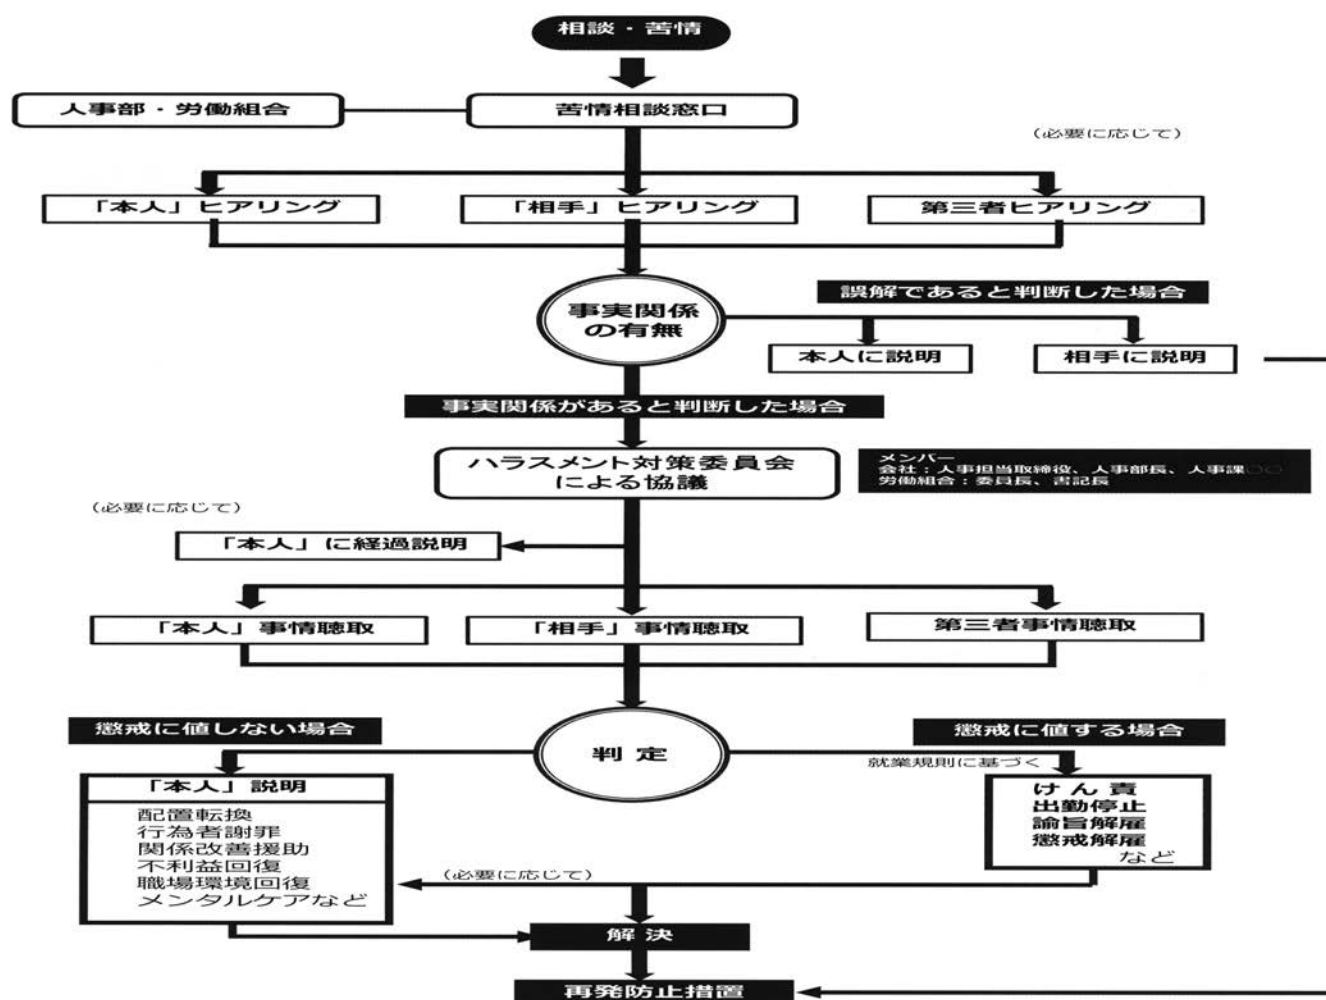 相談・苦情
人事部・労働組合
苦情相談窓口
(必要に応じて)
「本人」ヒアリング
「相手」ヒアリング
第三者ヒアリング
事実関係
の有無
誤解であると判断した場合
本人に説明
相手に説明
事実関係があると判断した場合
ハラスメント対策委員会
による協議
メンバー
会社：人事担当取締役、人事部長、人事課○○
労働組合：委員長、書記長
(必要に応じて)
「本人」に経過説明
「本人」事情聴取
「相手」事情聴取
第三者事情聴取
懲戒に値しない場合
判定
懲戒に値する場合
就業規則に基づく
「本人」説明
配置転換
行為者謝罪
関係改善援助
不利益回復
職場環境回復
メンタルケアなど
けん責
出勤停止
諭旨解雇
懲戒解雇
など
(必要に応じて)
解決
再発防止措置